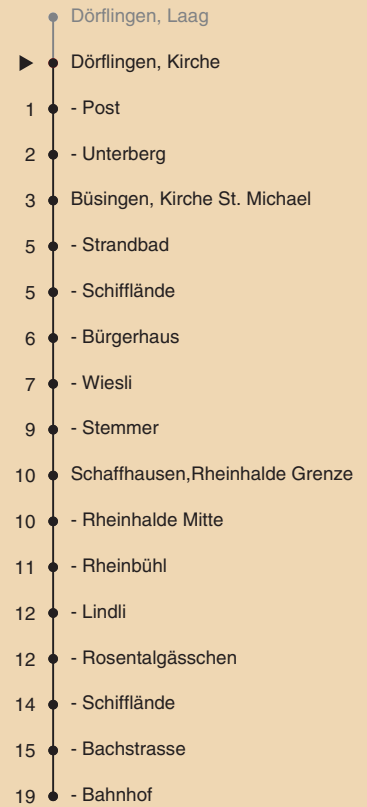 Dörflingen, Laag
Dörflingen, Kirche
1 - Post
2 - Unterberg
3 Büsingen, Kirche St. Michael
5 - Strandbad
5 - Schifflände
6 - Bürgerhaus
7 - Wiesli
9 - Stemmer
10 Schaffhausen,Rheinhalde Grenze
10 - Rheinhalde Mitte
11 - Rheinbühl
12 - Lindli
12 - Rosentalgässchen
14 - Schifflände
15 - Bachstrasse
19 - Bahnhof